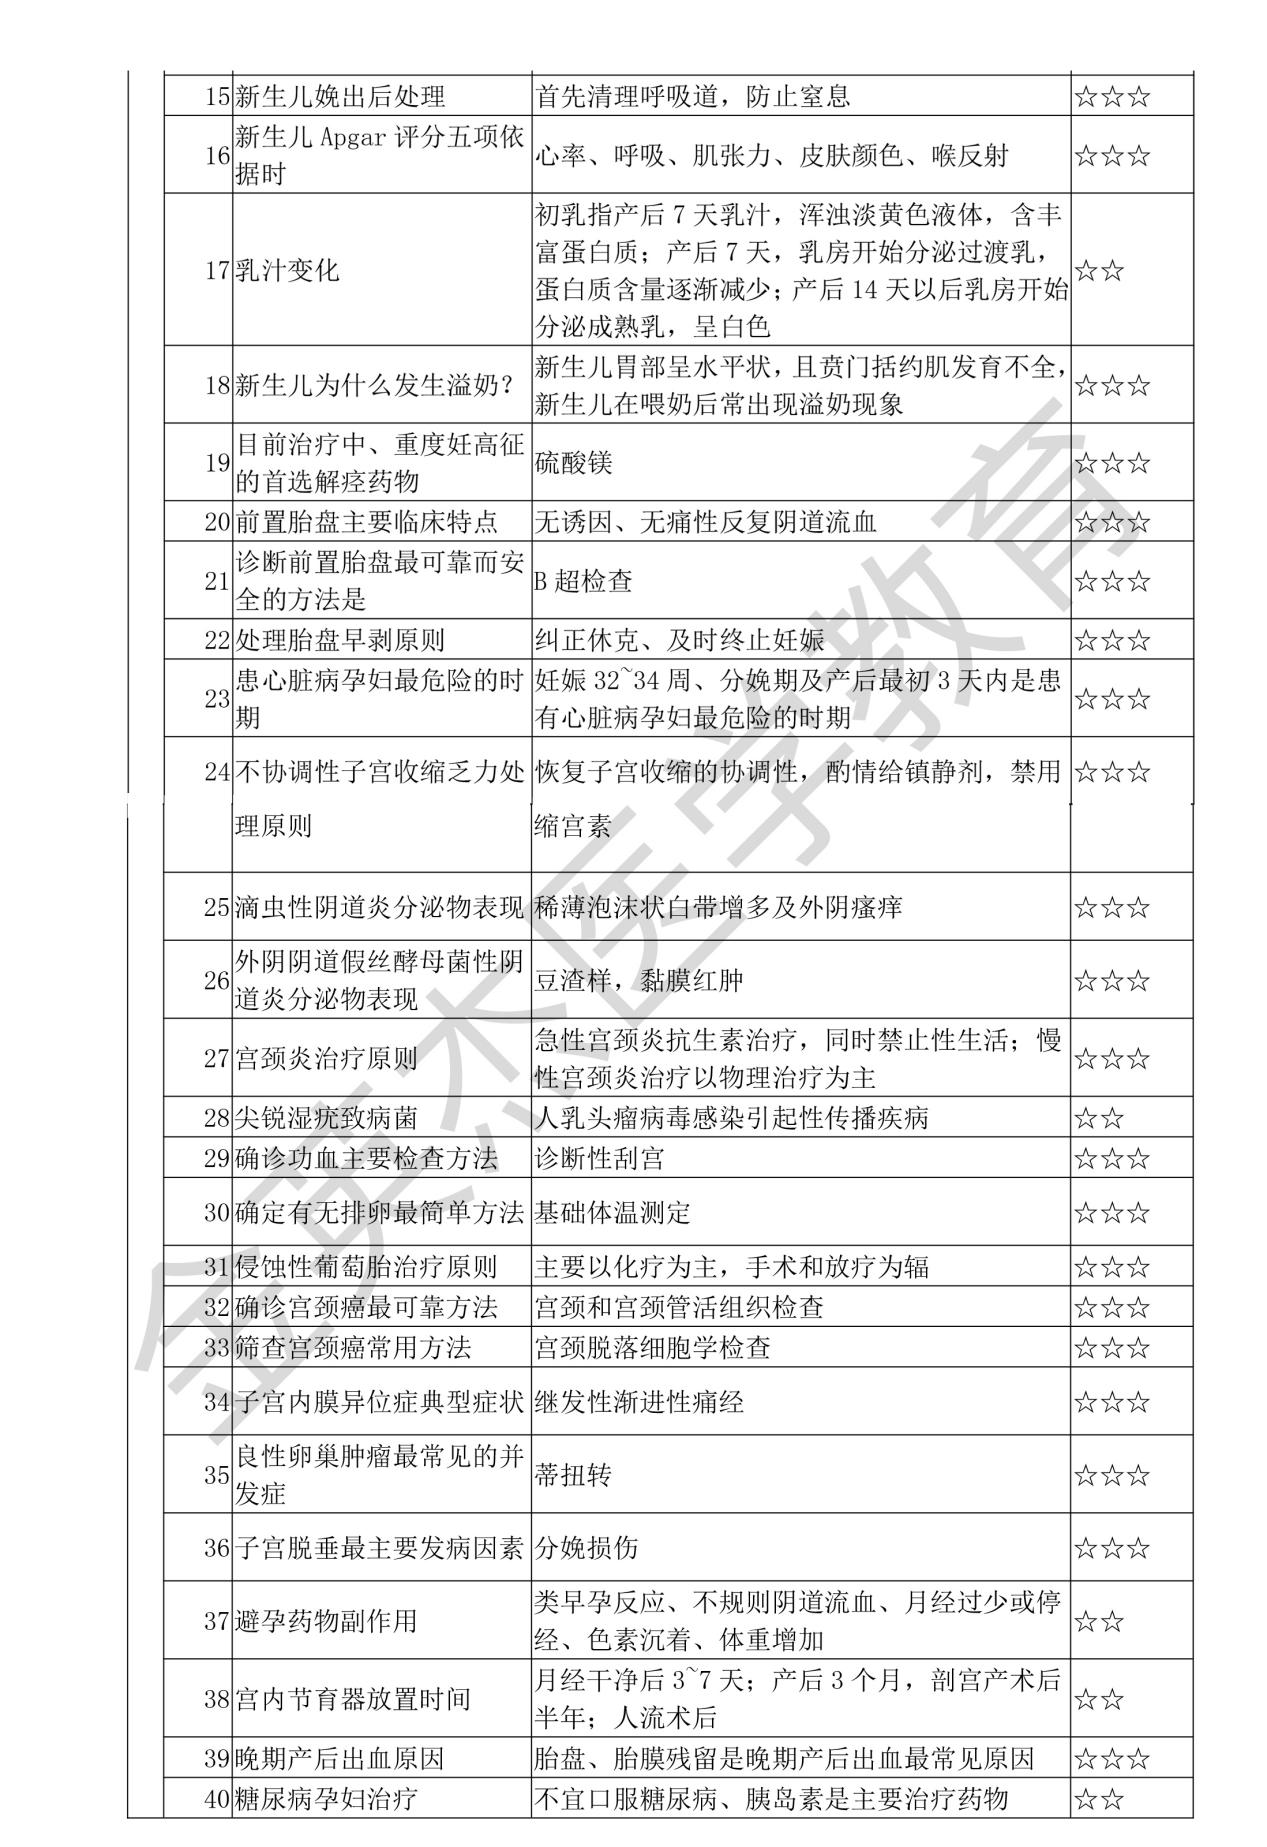 15 新生儿娩出后处理 首先清理呼吸道，防止窒息 ☆☆☆
16 新生儿 Apgar 评分五项依
据时 心率、呼吸、肌张力、皮肤颜色、喉反射 ☆☆☆
17 乳汁变化 初乳指产后 7 天乳汁，浑浊淡黄色液体，含丰
富蛋白质；产后 7 天，乳房开始分泌过渡乳，
蛋白质含量逐渐减少；产后 14 天以后乳房开始
分泌成熟乳，呈白色 ☆☆
18 新生儿为什么发生溢奶？ 新生儿胃部呈水平状，且贲门括约肌发育不全，
新生儿在喂奶后常出现溢奶现象 ☆☆☆
19 目前治疗中、重度妊高征
的首选解痉药物 硫酸镁 ☆☆☆
20 前置胎盘主要临床特点 无诱因、无痛性反复阴道流血 ☆☆☆
21 诊断前置胎盘最可靠而安
全的方法是 B 超检查 ☆☆☆
22 处理胎盘早剥原则 纠正休克、及时终止妊娠 ☆☆☆
23 患心脏病孕妇最危险的时
期 妊娠 32~34 周、分娩期及产后最初 3 天内是患
有心脏病孕妇最危险的时期 ☆☆☆
24 不协调性子宫收缩乏力处 恢复子宫收缩的协调性，酌情给镇静剂，禁用 ☆☆☆
理原则 缩宫素
25 滴虫性阴道炎分泌物表现 稀薄泡沫状白带增多及外阴瘙痒 ☆☆☆
26 外阴阴道假丝酵母菌性阴
道炎分泌物表现 豆渣样，黏膜红肿 ☆☆☆
27 宫颈炎治疗原则 急性宫颈炎抗生素治疗，同时禁止性生活；慢
性宫颈炎治疗以物理治疗为主 ☆☆☆
28 尖锐湿疣致病菌 人乳头瘤病毒感染引起性传播疾病 ☆☆
29 确诊功血主要检查方法 诊断性刮宫 ☆☆☆
30 确定有无排卵最简单方法 基础体温测定 ☆☆☆
31 侵蚀性葡萄胎治疗原则 主要以化疗为主，手术和放疗为辐 ☆☆☆
32 确诊宫颈癌最可靠方法 宫颈和宫颈管活组织检查 ☆☆☆
33 筛查宫颈癌常用方法 宫颈脱落细胞学检查 ☆☆☆
34 子宫内膜异位症典型症状 继发性渐进性痛经 ☆☆☆
35 良性卵巢肿瘤最常见的并
发症 蒂扭转 ☆☆☆
36 子宫脱垂最主要发病因素 分娩损伤 ☆☆☆
37 避孕药物副作用 类早孕反应、不规则阴道流血、月经过少或停
经、色素沉着、体重增加 ☆☆
38 宫内节育器放置时间 月经干净后 3~7 天；产后 3 个月，剖宫产术后
半年；人流术后 ☆☆
39 晚期产后出血原因 胎盘、胎膜残留是晚期产后出血最常见原因 ☆☆☆
40 糖尿病孕妇治疗 不宜口服糖尿病、胰岛素是主要治疗药物 ☆☆
金英杰医学教育